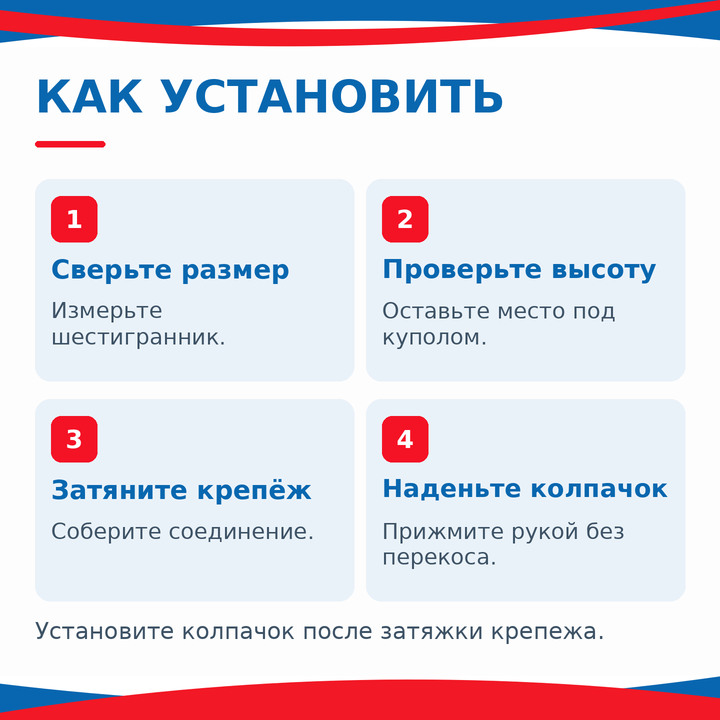 КАК УСТАНОВИТЬ
1
Сверьте размер
Измерьте
шестигранник.
2
Проверьте высоту
Оставьте место под
куполом.
3
Затяните крепёж
Соберите соединение.
4
Наденьте колпачок
Прижмите рукой без
перекоса.
Установите колпачок после затяжки крепежа.